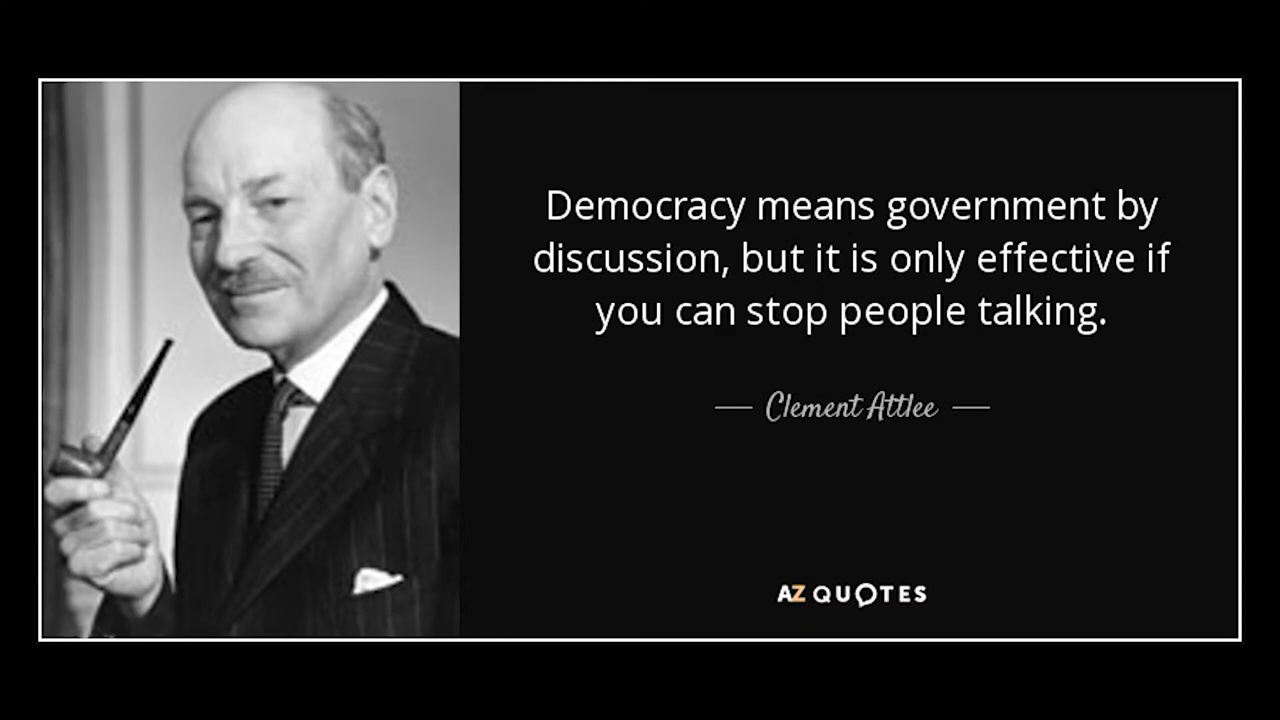 Democracy means government by
discussion, but it is only effective if
you can stop people talking.
Clement Attlee
AZ QUOTES